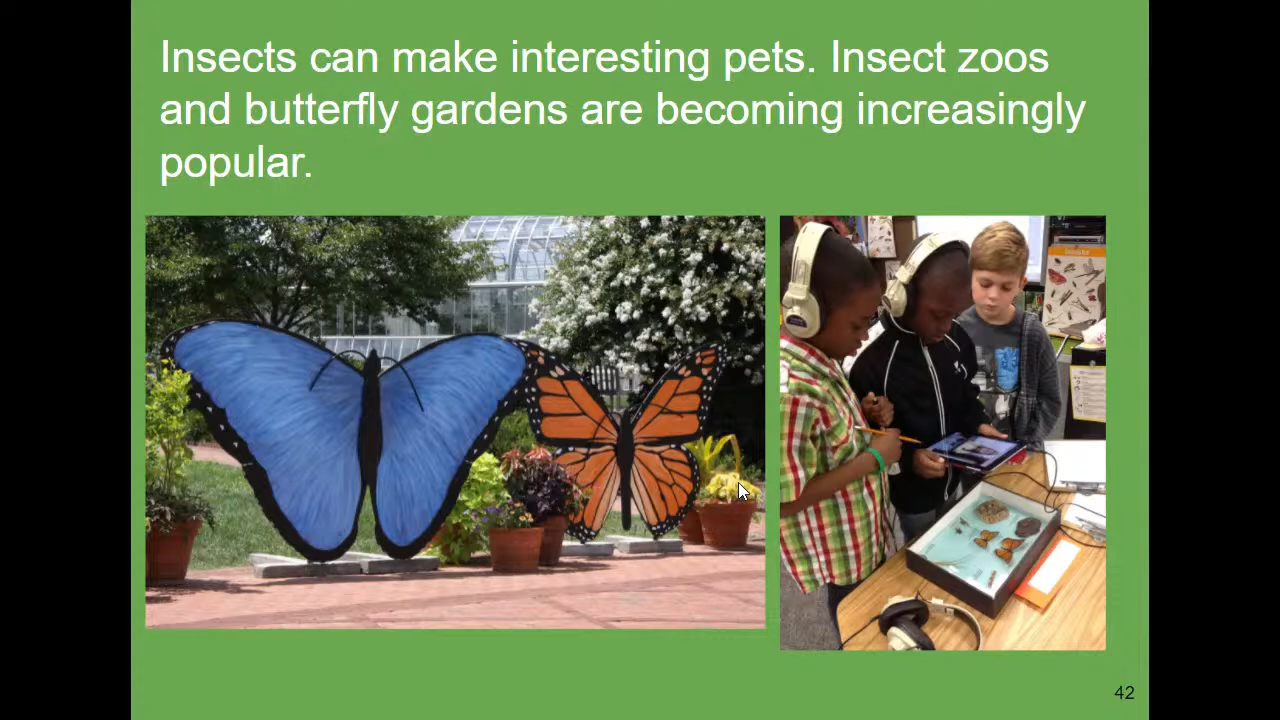 Insects can make interesting pets. Insect zoos
and butterfly gardens are becoming increasingly
popular.
42